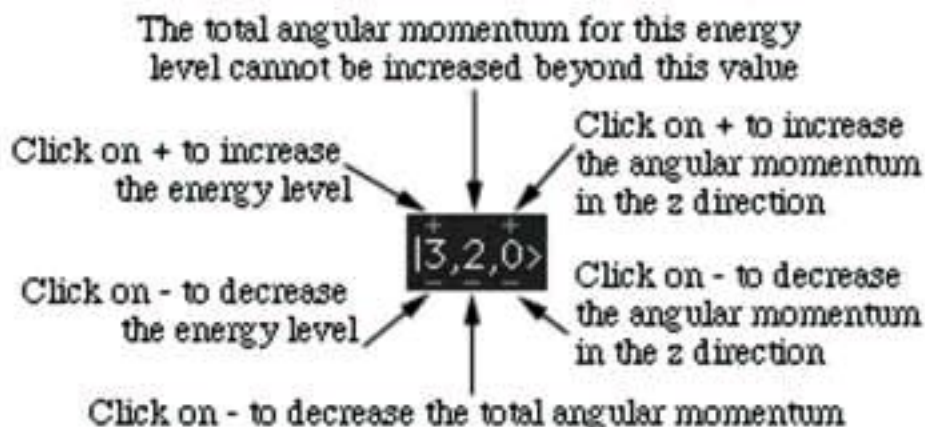 The total angular momentum for this energy
level cannot be increased beyond this value
Click on + to increase
the energy level
Click on + to increase
the angular momentum
in the z direction
+ +
|3,2,0>
- - -
Click on - to decrease
the energy level
Click on - to decrease
the angular momentum
in the z direction
Click on - to decrease the total angular momentum